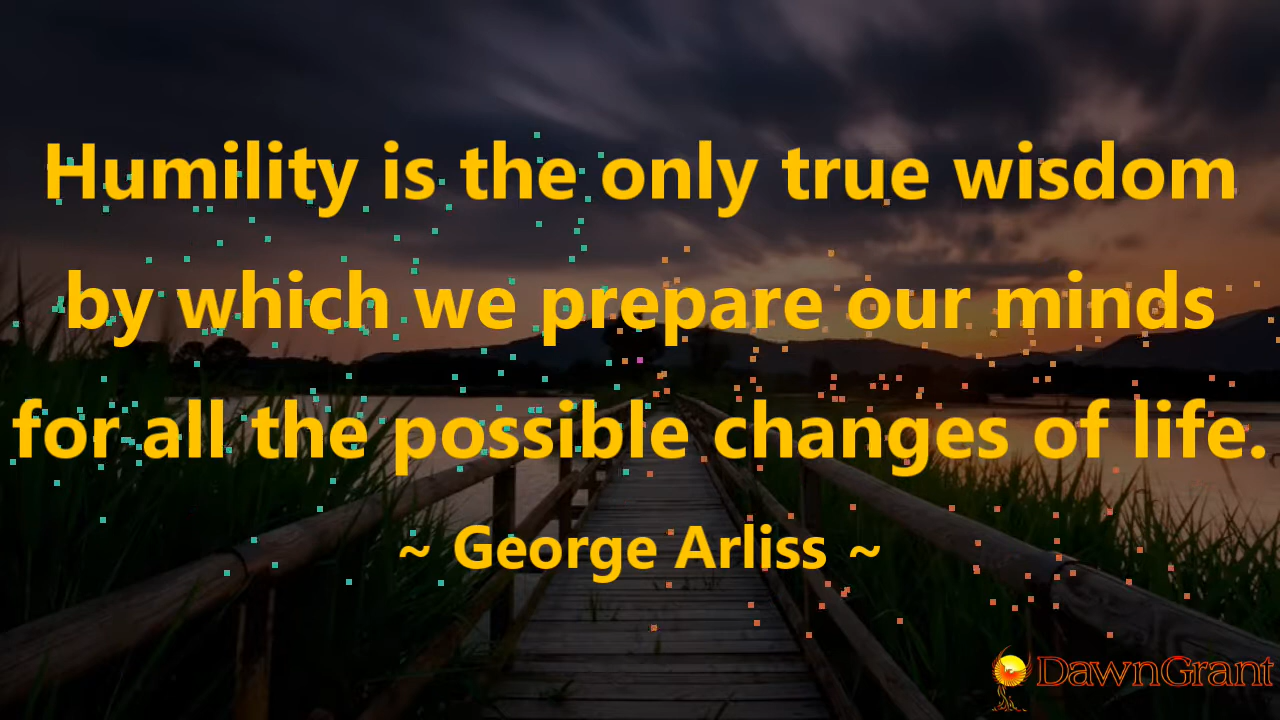 Humility is the only true wisdom
by which we prepare our minds
for all the possible changes of life.
~ George Arliss ~
DawnGrant